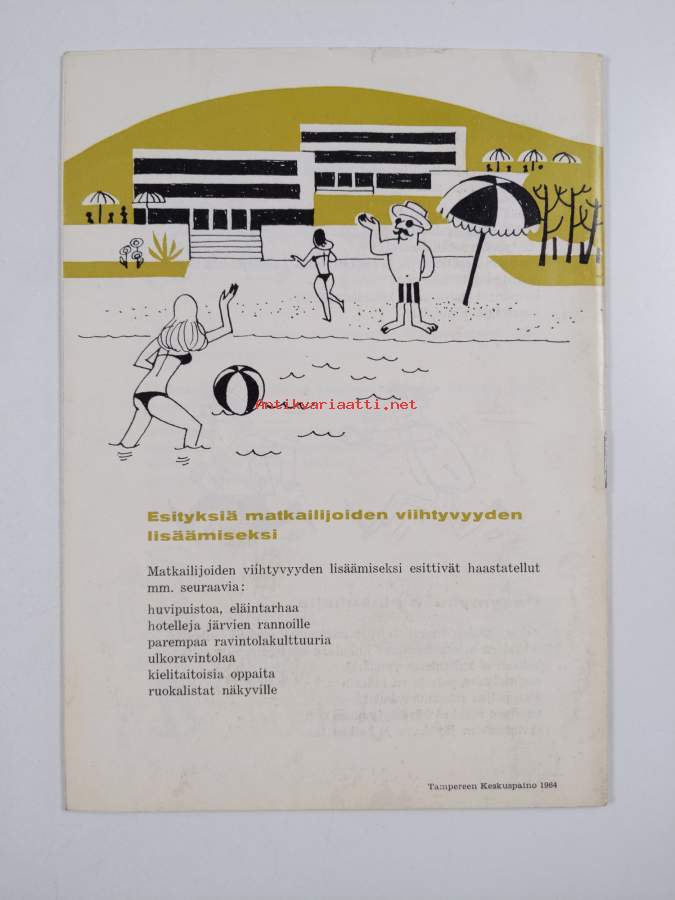 Antikvariaatti.net
Esityksiä matkailijoiden viihtyvyyden
lisäämiseksi
Matkailijoiden viihtyvyyden lisäämiseksi esittivät haastatellut
mm. seuraavia:
huvipuistoa, eläintarhaa
hotelleja järvien rannoille
parempaa ravintolakulttuuria
ulkoravintolaa
kielitaitoisia oppaita
ruokalistat näkyville
Tampereen Keskuspaino 1964